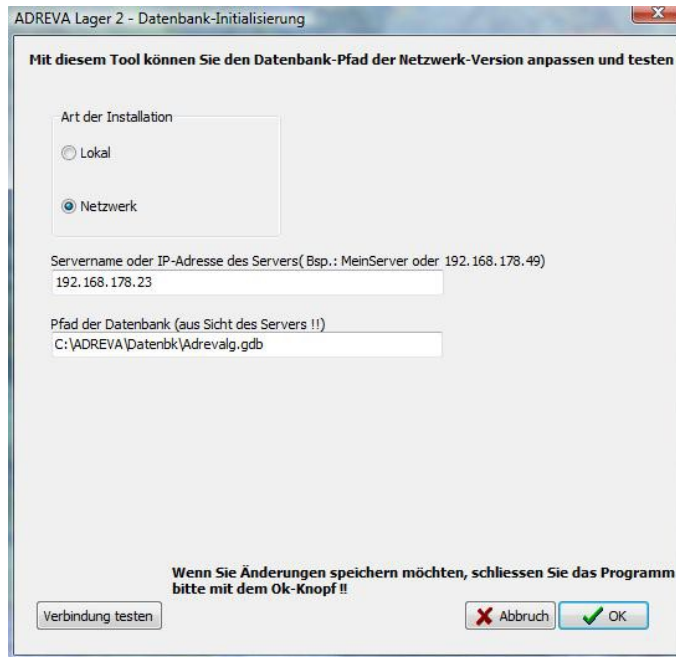 ADREVA Lager 2 - Datenbank-Initialisierung
Mit diesem Tool können Sie den Datenbank-Pfad der Netzwerk-Version anpassen und testen
Art der Installation
Lokal
Netzwerk
Servername oder IP-Adresse des Servers( Bsp.: MeinServer oder 192.168.178.49)
192.168.178.23
Pfad der Datenbank (aus Sicht des Servers !!)
C:\ADREVA\Datenbk\Adrevalg.gdb
Wenn Sie Änderungen speichern möchten, schliessen Sie das Programm
bitte mit dem Ok-Knopf !!
Verbindung testen
Abbruch
OK